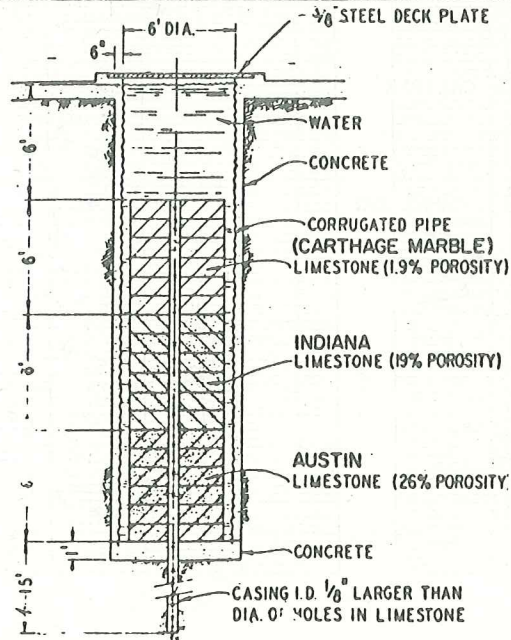 6' DIA.
3/8" STEEL DECK PLATE
6"
WATER
CONCRETE
6'
CORRUGATED PIPE
(CARTHAGE MARBLE)
LIMESTONE (1.9% POROSITY)
6'
INDIANA
LIMESTONE (19% POROSITY)
AUSTIN
LIMESTONE (26% POROSITY
1'
CONCRETE
15'
CASING I.D. 1/8" LARGER THAN
DIA. OF HOLES IN LIMESTONE